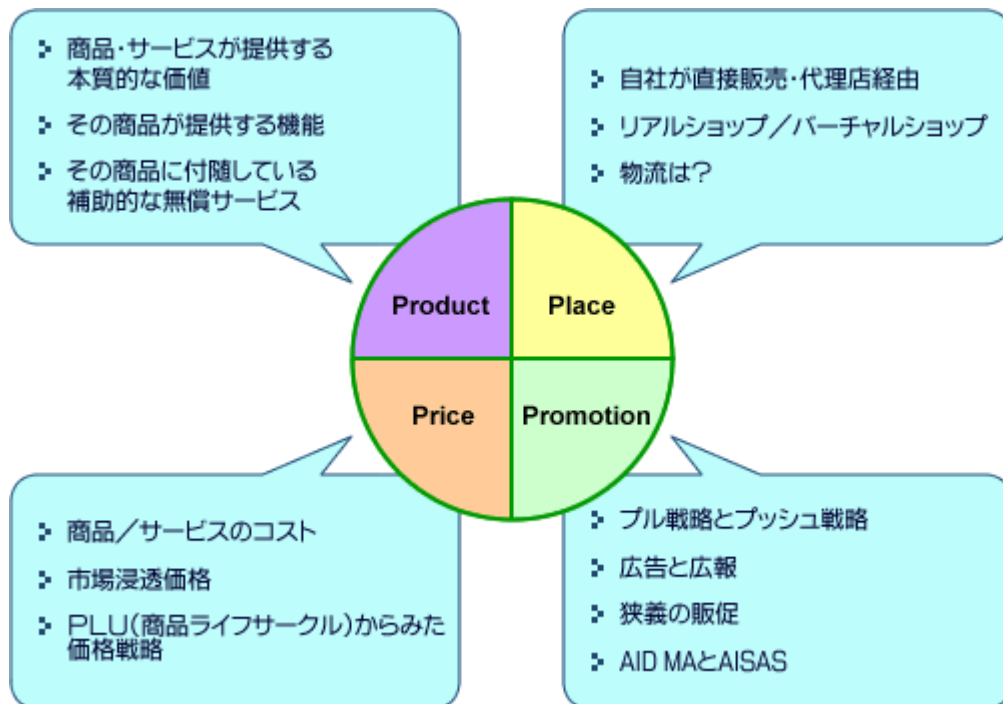 商品・サービスが提供する
本質的な価値
その商品が提供する機能
その商品に付随している
補助的な無償サービス
自社が直接販売・代理店経由
リアルショップ／バーチャルショップ
物流は？
Product
Place
Price
Promotion
商品／サービスのコスト
市場浸透価格
PLU（商品ライフサークル）からみた
価格戦略
プル戦略とプッシュ戦略
広告と広報
狭義の販促
AID MAとAISAS